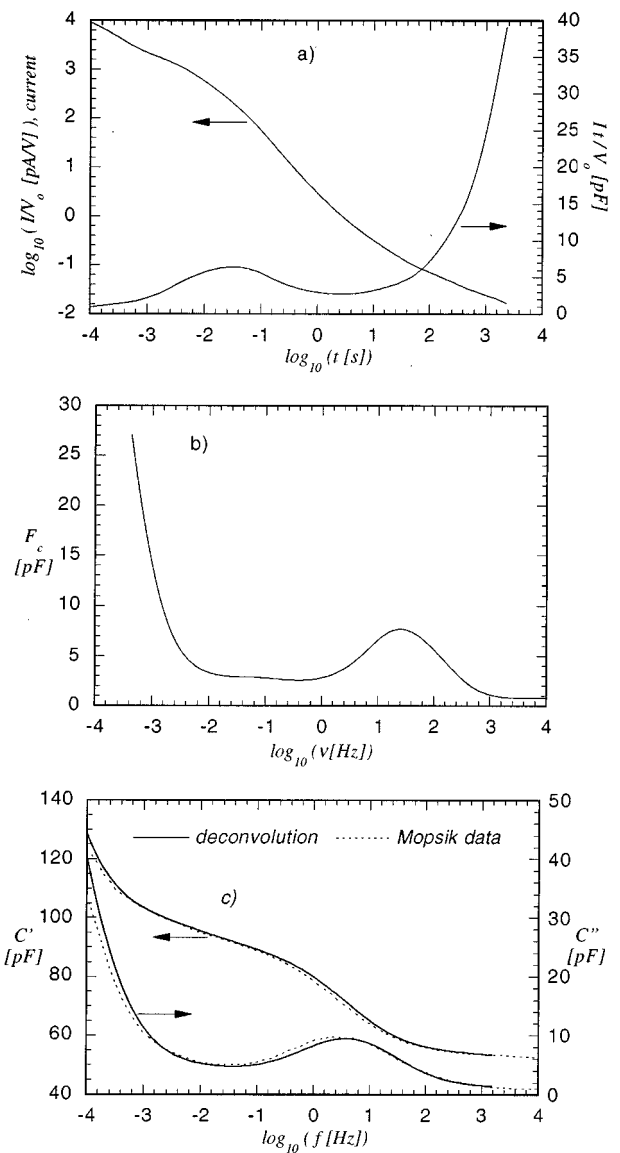 a)
log10 ( I/Vo [pA/V] ), current
4
3
2
1
0
-1
-2
40
35
30
25
20
15
10
5
0
I t / Vo [pF]
-4 -3 -2 -1 0 1 2 3 4
log10 (t [s])
b)
Fc
[pF]
30
25
20
15
10
5
0
-4 -3 -2 -1 0 1 2 3 4
log10 (ν[Hz])
c)
deconvolution Mopsik data
C'
[pF]
140
120
100
80
60
40
50
40
30
20
10
0
C"
[pF]
-4 -3 -2 -1 0 1 2 3 4
log10 ( f [Hz])